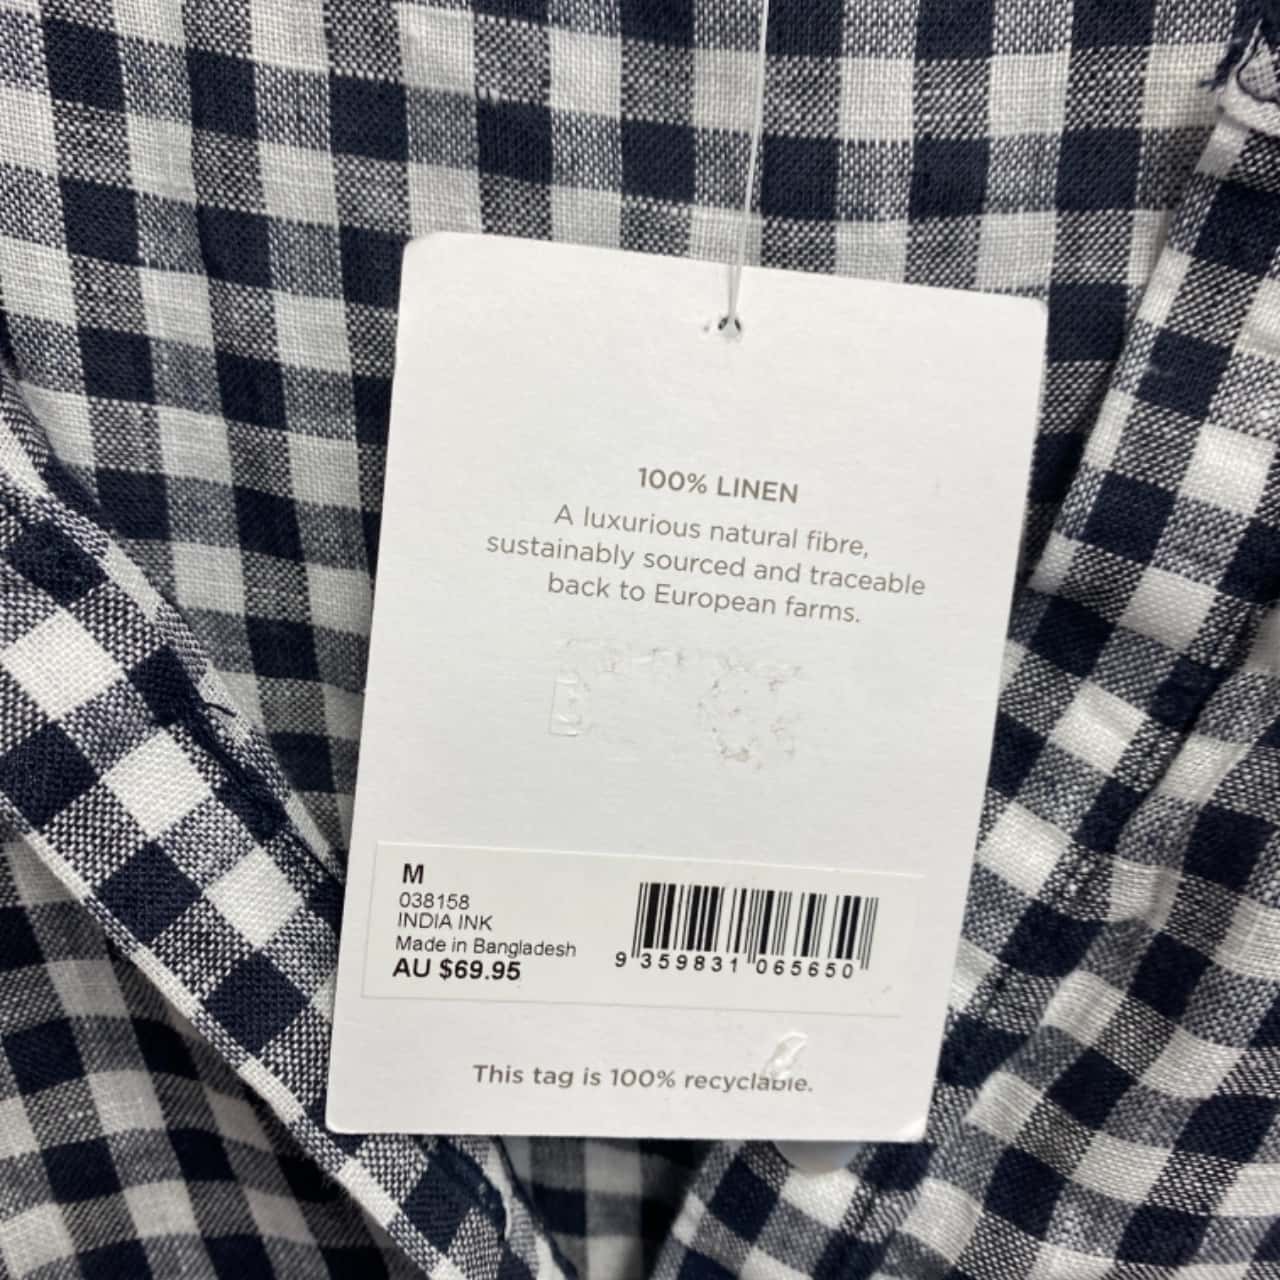 100% LINEN
A luxurious natural fibre,
sustainably sourced and traceable
back to European farms.
M
038158
INDIA INK
Made in Bangladesh
AU $69.95
9 359831 065650
This tag is 100% recyclable.